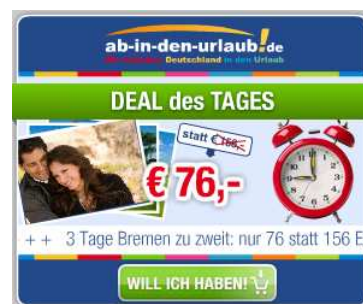 ab-in-den-urlaub.de
Deutschland in den Urlaub
DEAL des TAGES
statt € 156,-
€ 76,-
+ + 3 Tage Bremen zu zweit: nur 76 statt 156 E
WILL ICH HABEN!